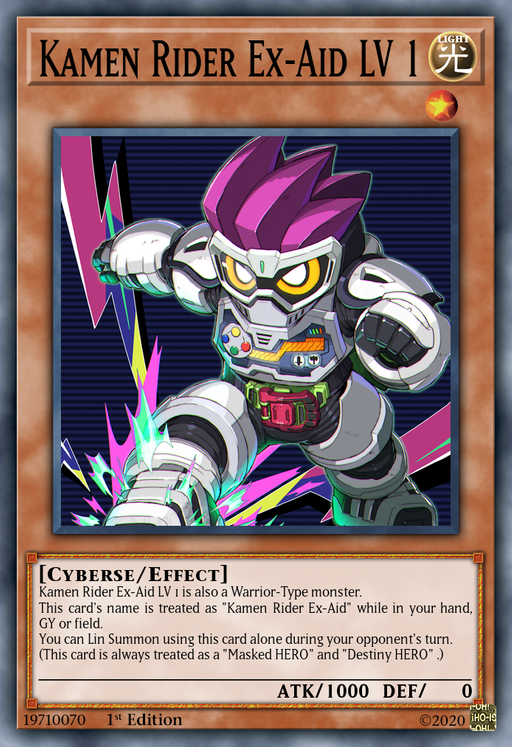 KAMEN RIDER EX-AID LV 1
LIGHT
光
[CYBERSE/EFFECT]
Kamen Rider Ex-Aid LV 1 is also a Warrior-Type monster.
This card's name is treated as "Kamen Rider Ex-Aid" while in your hand,
GY or field.
You can Lin Summon using this card alone during your opponent's turn.
(This card is always treated as a "Masked HERO" and "Destiny HERO" .)
ATK/1000 DEF/ 0
19710070 1st Edition ©2020